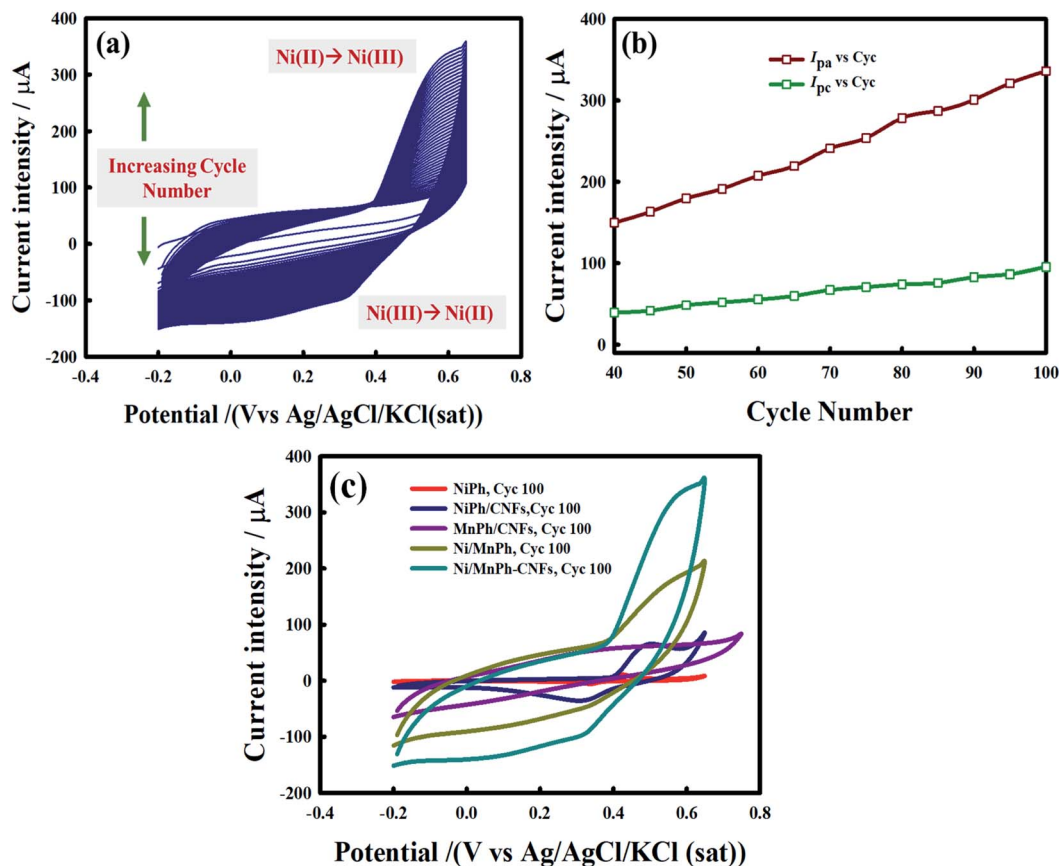 (a)
Ni(II)→ Ni(III)
Increasing Cycle
Number
Ni(III)→ Ni(II)
400
300
200
100
0
-100
-200
-0.4
-0.2
0.0
0.2
0.4
0.6
0.8
Current intensity / μA
Potential /(Vvs Ag/AgCl/KCl(sat))
(b)
Ipa vs Cyc
Ipc vs Cyc
400
300
200
100
0
40
50
60
70
80
90
100
Current intensity / μA
Cycle Number
(c)
NiPh, Cyc 100
NiPh/CNFs,Cyc 100
MnPh/CNFs, Cyc 100
Ni/MnPh, Cyc 100
Ni/MnPh-CNFs, Cyc 100
400
300
200
100
0
-100
-200
-0.4
-0.2
0.0
0.2
0.4
0.6
0.8
Current intensity / μA
Potential /(V vs Ag/AgCl/KCl (sat))